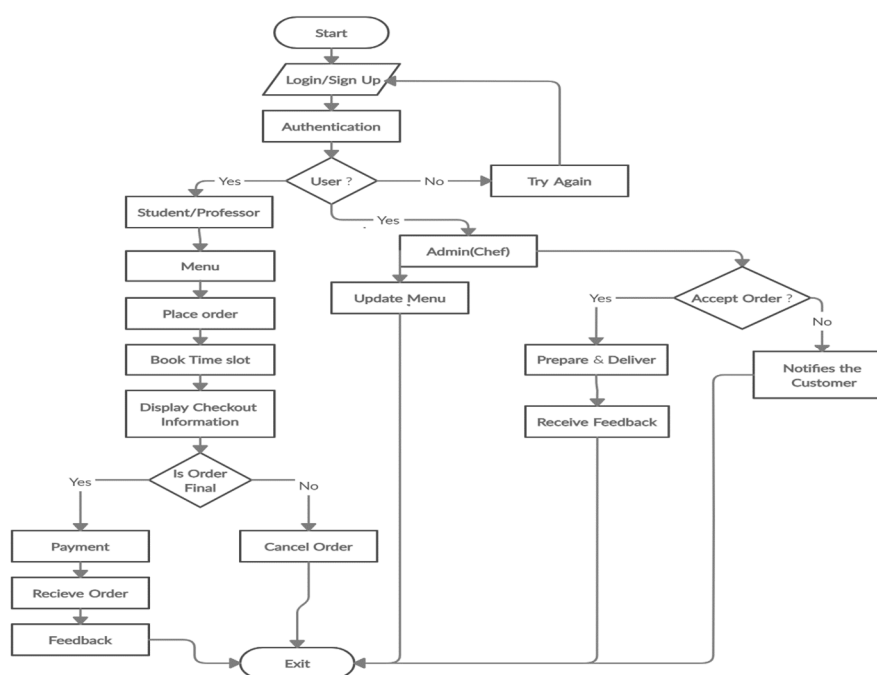 Start
Login/Sign Up
Authentication
User ?
Yes
No
Try Again
Student/Professor
Yes
Admin(Chef)
Menu
Update Menu
Accept Order ?
Yes
No
Place order
Book Time slot
Prepare & Deliver
Notifies the
Customer
Display Checkout
Information
Receive Feedback
Is Order
Final
Yes
No
Payment
Cancel Order
Recieve Order
Feedback
Exit